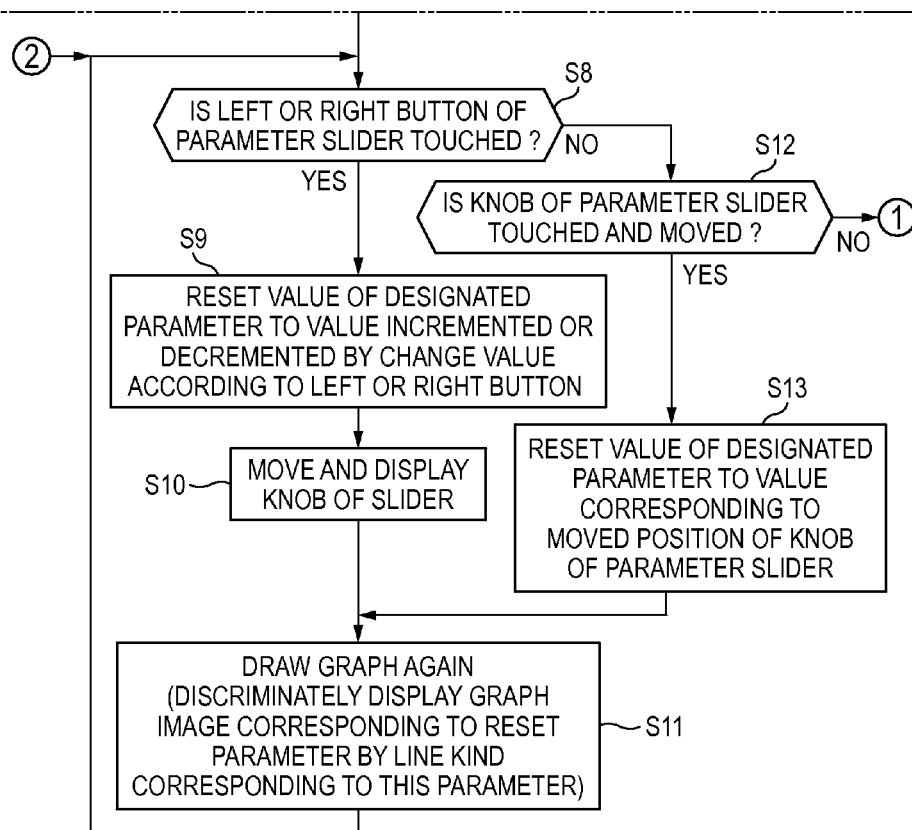 2
S8
IS LEFT OR RIGHT BUTTON OF
PARAMETER SLIDER TOUCHED ?
NO
YES
S12
IS KNOB OF PARAMETER SLIDER
TOUCHED AND MOVED ?
1
NO
YES
S9
RESET VALUE OF DESIGNATED
PARAMETER TO VALUE INCREMENTED OR
DECREMENTED BY CHANGE VALUE
ACCORDING TO LEFT OR RIGHT BUTTON
S10
MOVE AND DISPLAY
KNOB OF SLIDER
S13
RESET VALUE OF DESIGNATED
PARAMETER TO VALUE
CORRESPONDING TO
MOVED POSITION OF KNOB
OF PARAMETER SLIDER
DRAW GRAPH AGAIN
(DISCRIMINATELY DISPLAY GRAPH
IMAGE CORRESPONDING TO RESET
PARAMETER BY LINE KIND
CORRESPONDING TO THIS PARAMETER)
S11